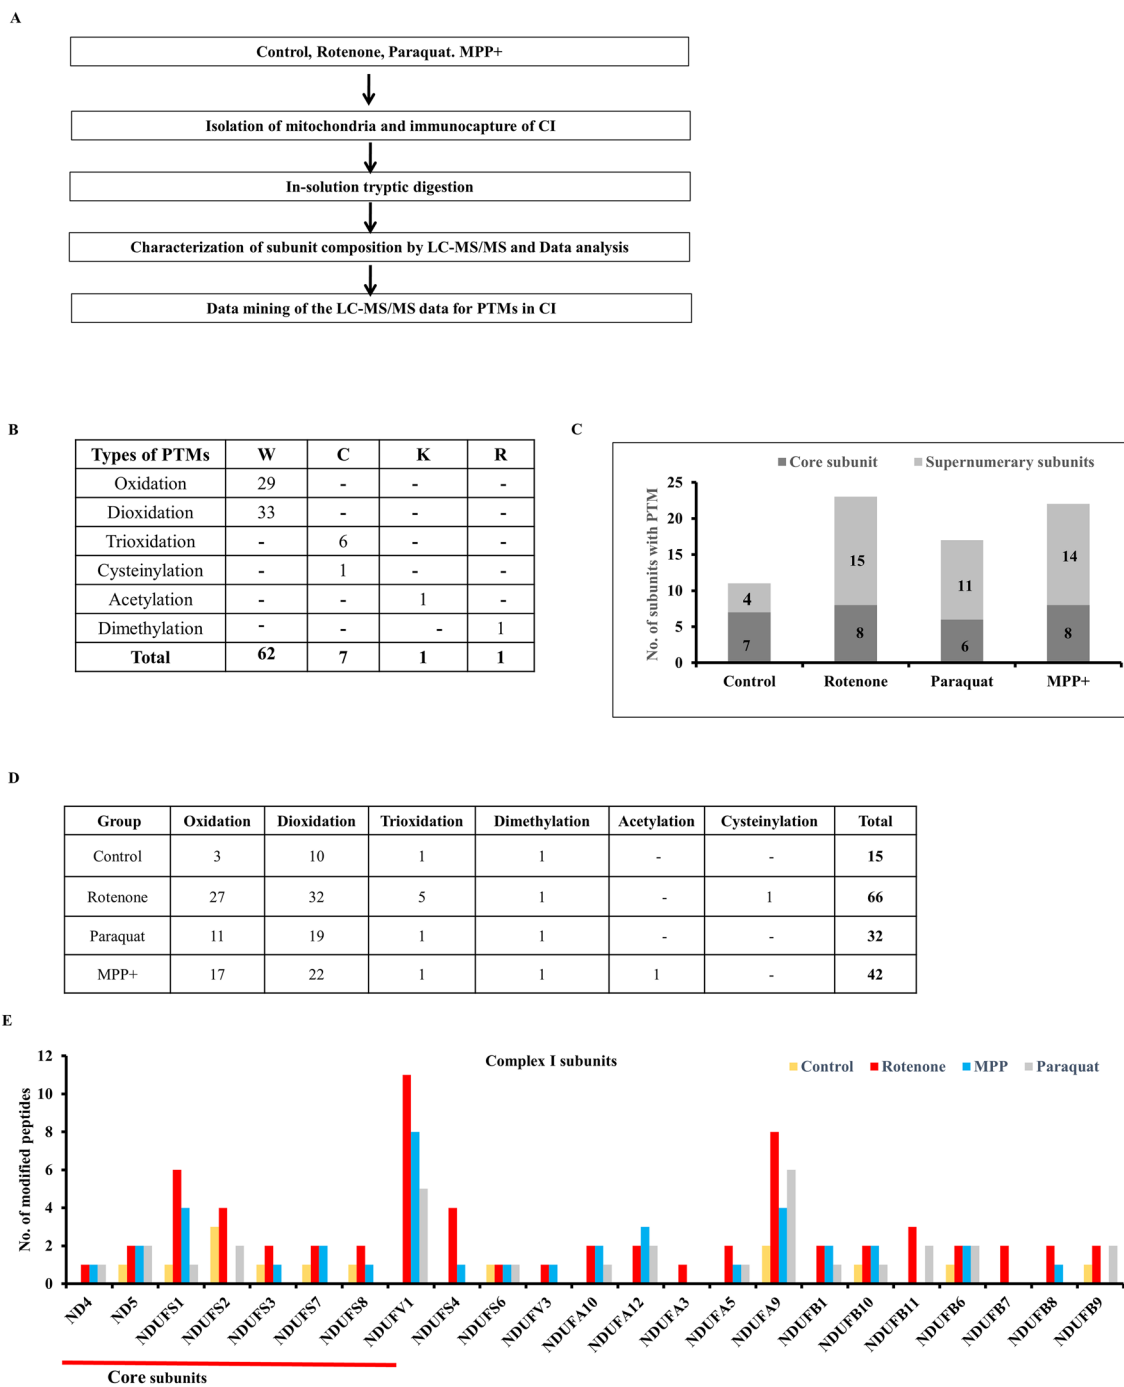 A
Control, Rotenone, Paraquat. MPP+
Isolation of mitochondria and immunocapture of CI
In-solution tryptic digestion
Characterization of subunit composition by LC-MS/MS and Data analysis
Data mining of the LC-MS/MS data for PTMs in CI
B
Types of PTMs W C K R
Oxidation 29 - - -
Dioxidation 33 - - -
Trioxidation - 6 - -
Cysteinylation - 1 - -
Acetylation - - 1 -
Dimethylation - - - 1
Total 62 7 1 1
C
Core subunit Supernumerary subunits
No. of subunits with PTM
25
20
15
10
5
0
4 15 11 14
7 8 6 8
Control Rotenone Paraquat MPP+
D
Group Oxidation Dioxidation Trioxidation Dimethylation Acetylation Cysteinylation Total
Control 3 10 1 1 - - 15
Rotenone 27 32 5 1 - 1 66
Paraquat 11 19 1 1 - - 32
MPP+ 17 22 1 1 1 - 42
E
Complex I subunits
Control Rotenone MPP Paraquat
No. of modified peptides
12
10
8
6
4
2
0
ND4 ND5 NDUFS1 NDUFS2 NDUFS3 NDUFS7 NDUFS8 NDUFV1 NDUFS4 NDUFS6 NDUFV3 NDUFA10 NDUFA12 NDUFA3 NDUFA5 NDUFA9 NDUFB1 NDUFB10 NDUFB11 NDUFB6 NDUFB7 NDUFB8 NDUFB9
Core subunits